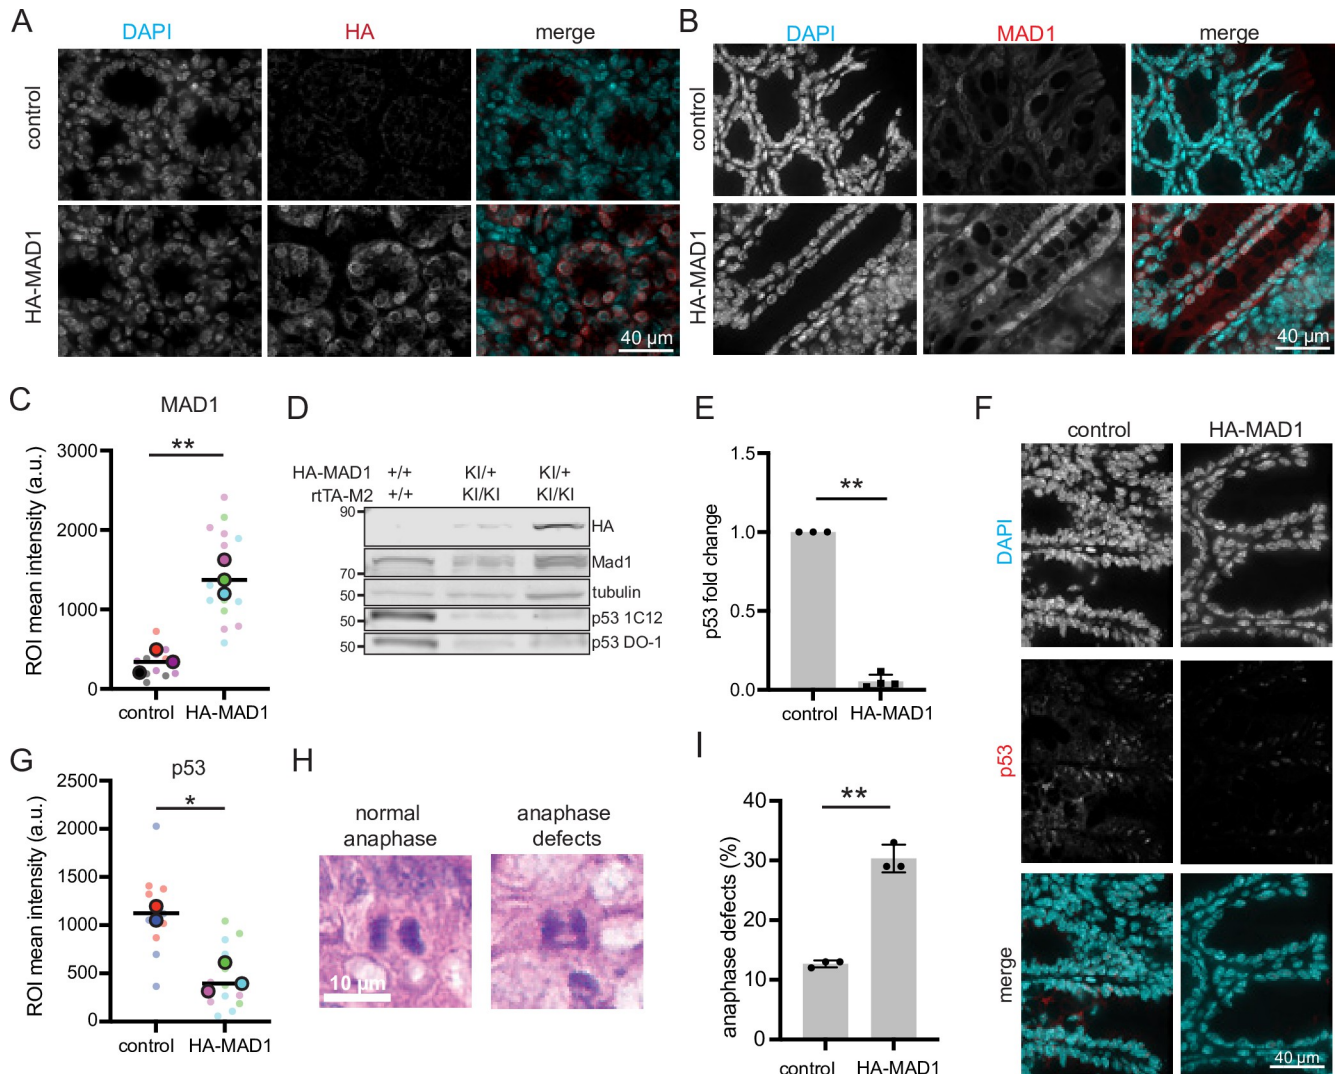 A
DAPI
HA
merge
control
HA-MAD1
40 µm
B
DAPI
MAD1
merge
control
HA-MAD1
40 µm
C
MAD1
**
ROI mean intensity (a.u.)
3000
2000
1000
0
control HA-MAD1
D
HA-MAD1 +/+ KI/+ KI/+
rtTA-M2 +/+ KI/KI KI/KI
90
HA
Mad1
70
tubulin
50
p53 1C12
50
p53 DO-1
50
E
p53 fold change
1.5
**
1.0
0.5
0.0
control HA-MAD1
F
control HA-MAD1
DAPI
p53
merge
40 µm
G
p53
*
ROI mean intensity (a.u.)
2500
2000
1500
1000
500
0
control HA-MAD1
H
normal
anaphase
anaphase
defects
10 µm
I
anaphase defects (%)
40
**
30
20
10
0
control HA-MAD1